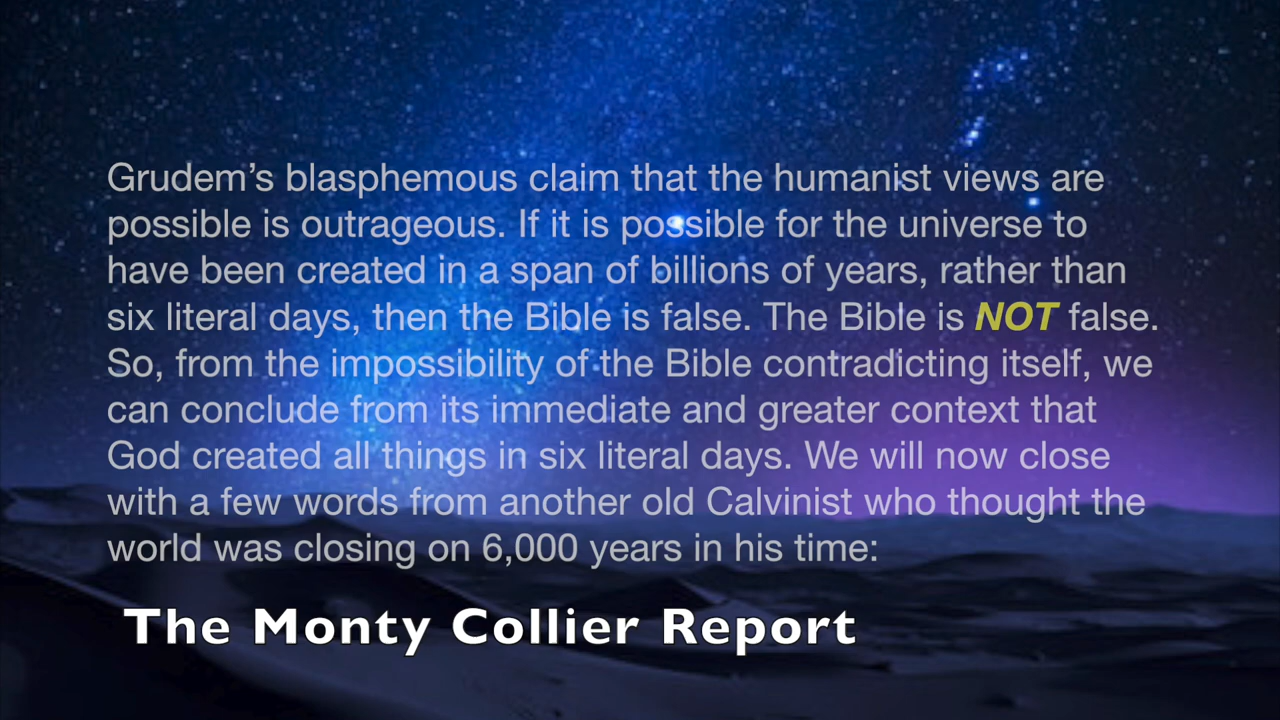 Grudem’s blasphemous claim that the humanist views are
possible is outrageous. If it is possible for the universe to
have been created in a span of billions of years, rather than
six literal days, then the Bible is false. The Bible is NOT false.
So, from the impossibility of the Bible contradicting itself, we
can conclude from its immediate and greater context that
God created all things in six literal days. We will now close
with a few words from another old Calvinist who thought the
world was closing on 6,000 years in his time:
The Monty Collier Report